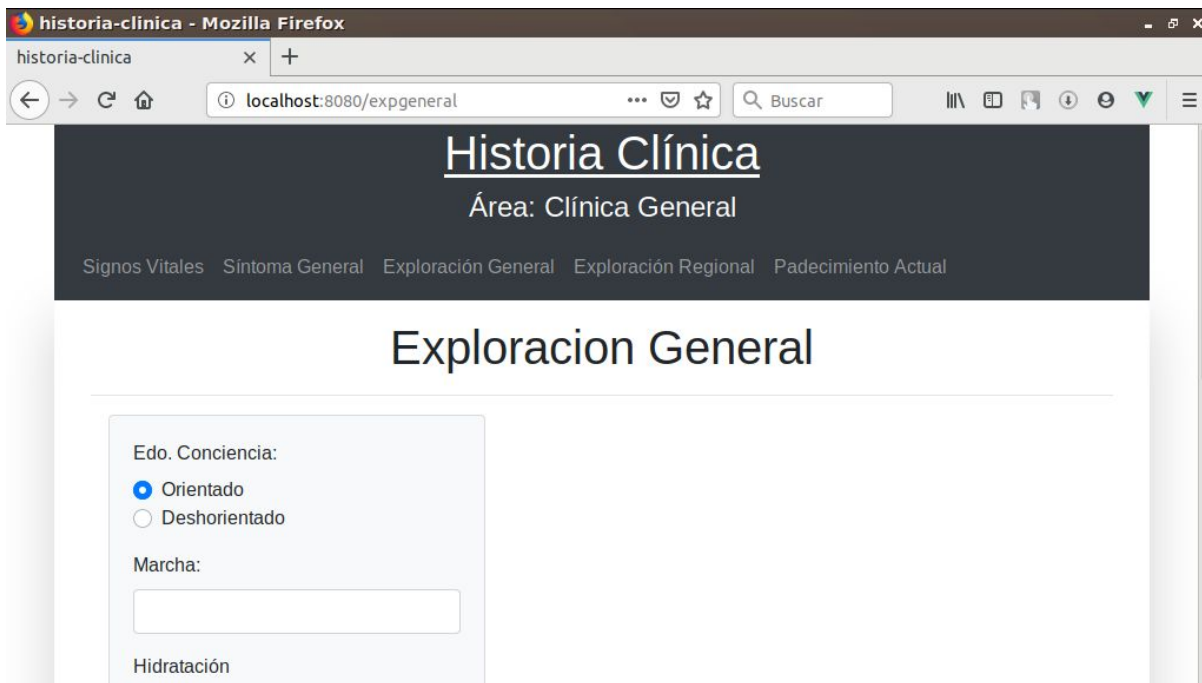 historia-clinica - Mozilla Firefox
historia-clinica
localhost:8080/expgeneral
Buscar
Historia Clínica
Área: Clínica General
Signos Vitales Síntoma General Exploración General Exploración Regional Padecimiento Actual
Exploracion General
Edo. Conciencia:
Orientado
Deshorientado
Marcha:
Hidratación